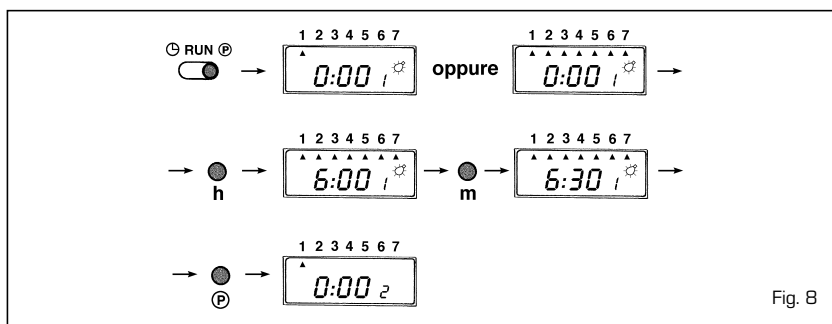 RUN P 1 2 3 4 5 6 7 1 2 3 4 5 6 7
0:00 1 oppure 0:00 1
1 2 3 4 5 6 7 1 2 3 4 5 6 7
6:00 1 6:30 1
h m
1 2 3 4 5 6 7
0:00 2
P
Fig. 8